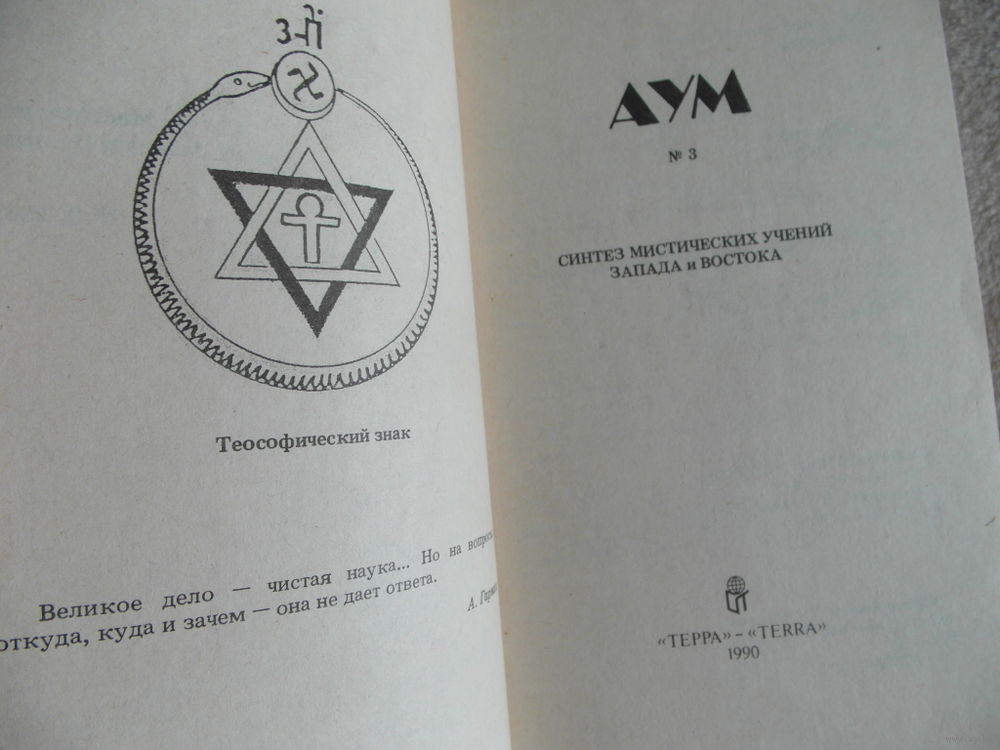 Теософический знак
Великое дело — чистая наука... Но на вопросы
откуда, куда и зачем — она не дает ответа.
А.
АУМ
№ 3
СИНТЕЗ МИСТИЧЕСКИХ УЧЕНИЙ
ЗАПАДА и ВОСТОКА
«ТЕРРА» – «TERRA»
1990